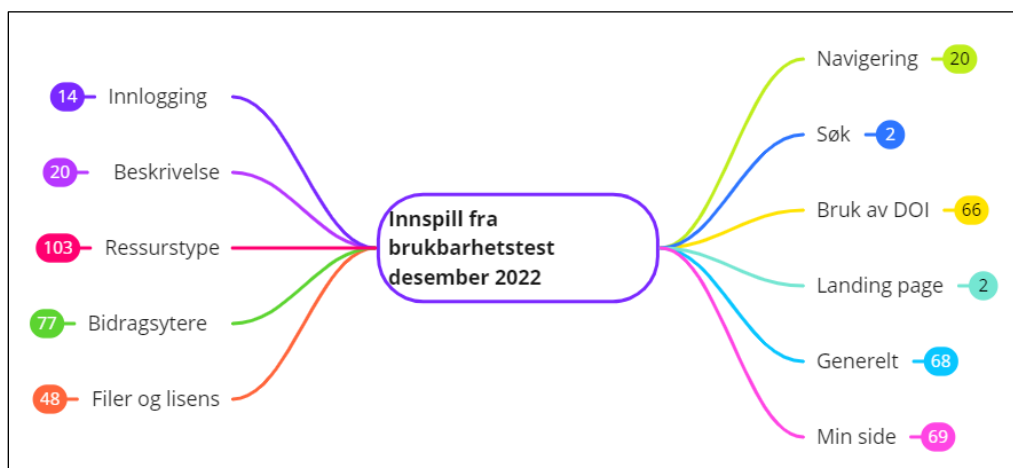 14 Innlogging
20 Beskrivelse
103 Ressurstype
77 Bidragsytere
48 Filer og lisens
Innspill fra
brukbarhetstest
desember 2022
Navigering 20
Søk 2
Bruk av DOI 66
Landing page 2
Generelt 68
Min side 69